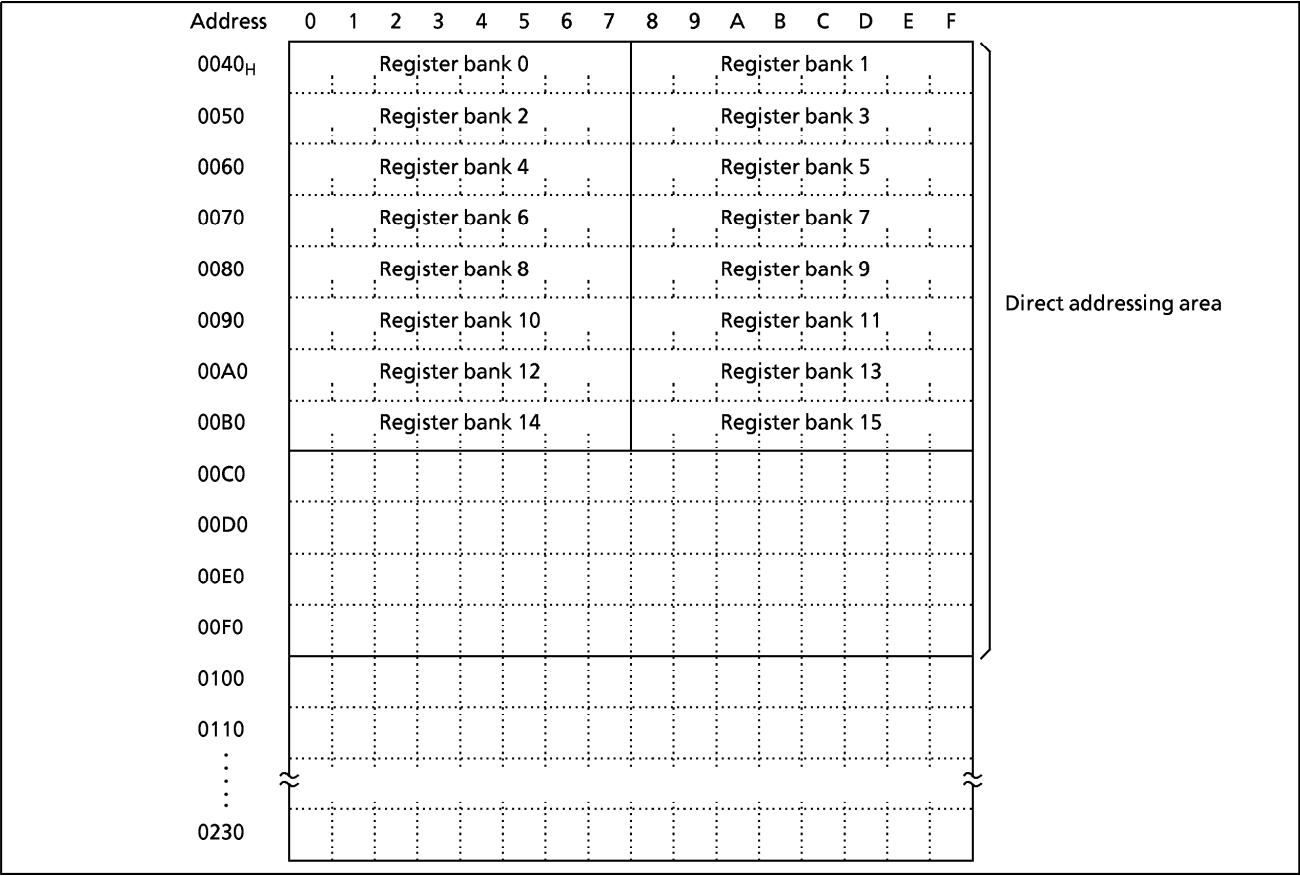 Address 0 1 2 3 4 5 6 7 8 9 A B C D E F
0040H Register bank 0 Register bank 1
0050 Register bank 2 Register bank 3
0060 Register bank 4 Register bank 5
0070 Register bank 6 Register bank 7
0080 Register bank 8 Register bank 9
Direct addressing area
0090 Register bank 10 Register bank 11
00A0 Register bank 12 Register bank 13
00B0 Register bank 14 Register bank 15
00C0
00D0
00E0
00F0
0100
0110
0230